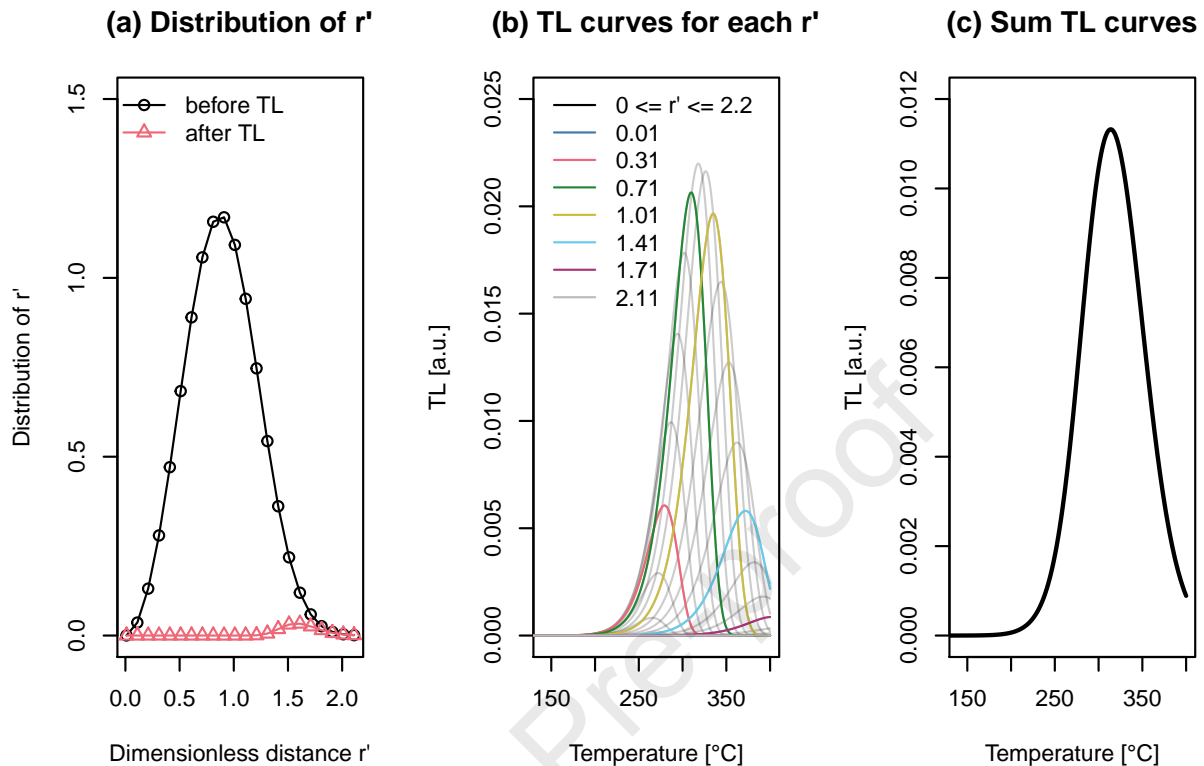 (a) Distribution of r'
Distribution of r'
1.5
1.0
0.5
0.0
before TL
after TL
0.0 0.5 1.0 1.5 2.0
Dimensionless distance r'
(b) TL curves for each r'
TL [a.u.]
0.025
0.020
0.015
0.010
0.005
0.000
0 <= r' <= 2.2
0.01
0.31
0.71
1.01
1.41
1.71
2.11
150 250 350
Temperature [°C]
(c) Sum TL curves
TL [a.u.]
0.012
0.010
0.008
0.006
0.004
0.002
0.000
150 250 350
Temperature [°C]
Pre-proof